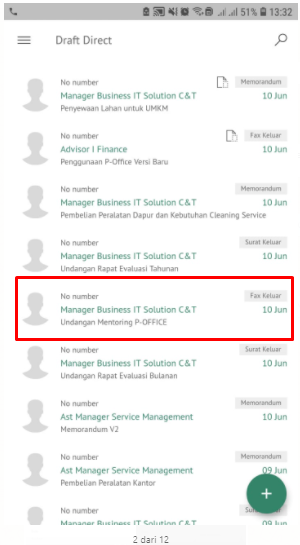 51% 13:32
Draft Direct
No number Memorandum
Manager Business IT Solution C&T 10 Jun
Penyewaan Lahan untuk UMKM
No number Fax Keluar
Advisor I Finance 10 Jun
Penggunaan P-Office Versi Baru
No number Memorandum
Manager Business IT Solution C&T 10 Jun
Pembelian Peralatan Dapur dan Kebutuhan Cleaning Service
No number Surat Keluar
Manager Business IT Solution C&T 10 Jun
Undangan Rapat Evaluasi Tahunan
No number Fax Keluar
Manager Business IT Solution C&T 10 Jun
Undangan Mentoring P-OFFICE
No number Surat Keluar
Manager Business IT Solution C&T 10 Jun
Undangan Rapat Evaluasi Bulanan
No number Memorandum
Ast Manager Service Management 10 Jun
Memorandum V2
No number Memorandum
Ast Manager Service Management 09 Jun
Pembelian Peralatan Kantor
No number
Manager Business IT Solution C&T 09 Jun
2 dari 12